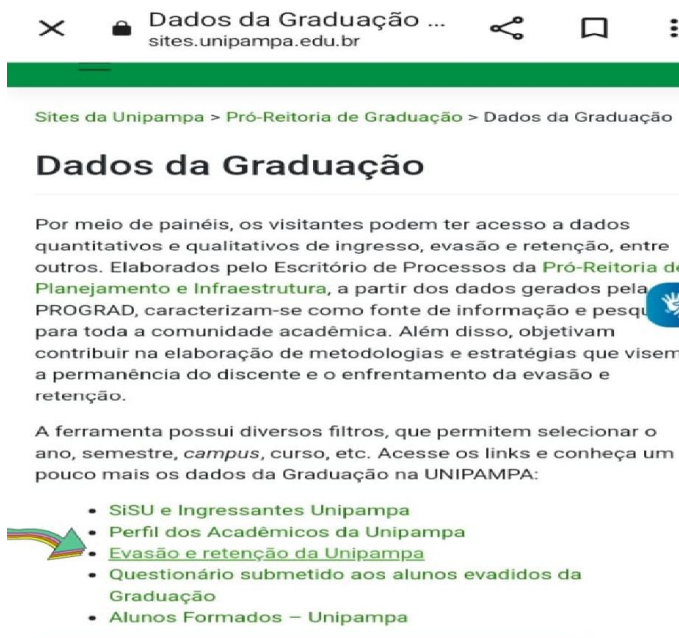 Dados da Graduação ...
sites.unipampa.edu.br
Sites da Unipampa > Pró-Reitoria de Graduação > Dados da Graduação
Dados da Graduação
Por meio de painéis, os visitantes podem ter acesso a dados
quantitativos e qualitativos de ingresso, evasão e retenção, entre
outros. Elaborados pelo Escritório de Processos da Pró-Reitoria de
Planejamento e Infraestrutura, a partir dos dados gerados pela
PROGRAD, caracterizam-se como fonte de informação e pesqu
para toda a comunidade acadêmica. Além disso, objetivam
contribuir na elaboração de metodologias e estratégias que visem
a permanência do discente e o enfrentamento da evasão e
retenção.
A ferramenta possui diversos filtros, que permitem selecionar o
ano, semestre, campus, curso, etc. Acesse os links e conheça um
pouco mais os dados da Graduação na UNIPAMPA:
• SiSU e Ingressantes Unipampa
• Perfil dos Acadêmicos da Unipampa
• Evasão e retenção da Unipampa
• Questionário submetido aos alunos evadidos da
Graduação
• Alunos Formados – Unipampa